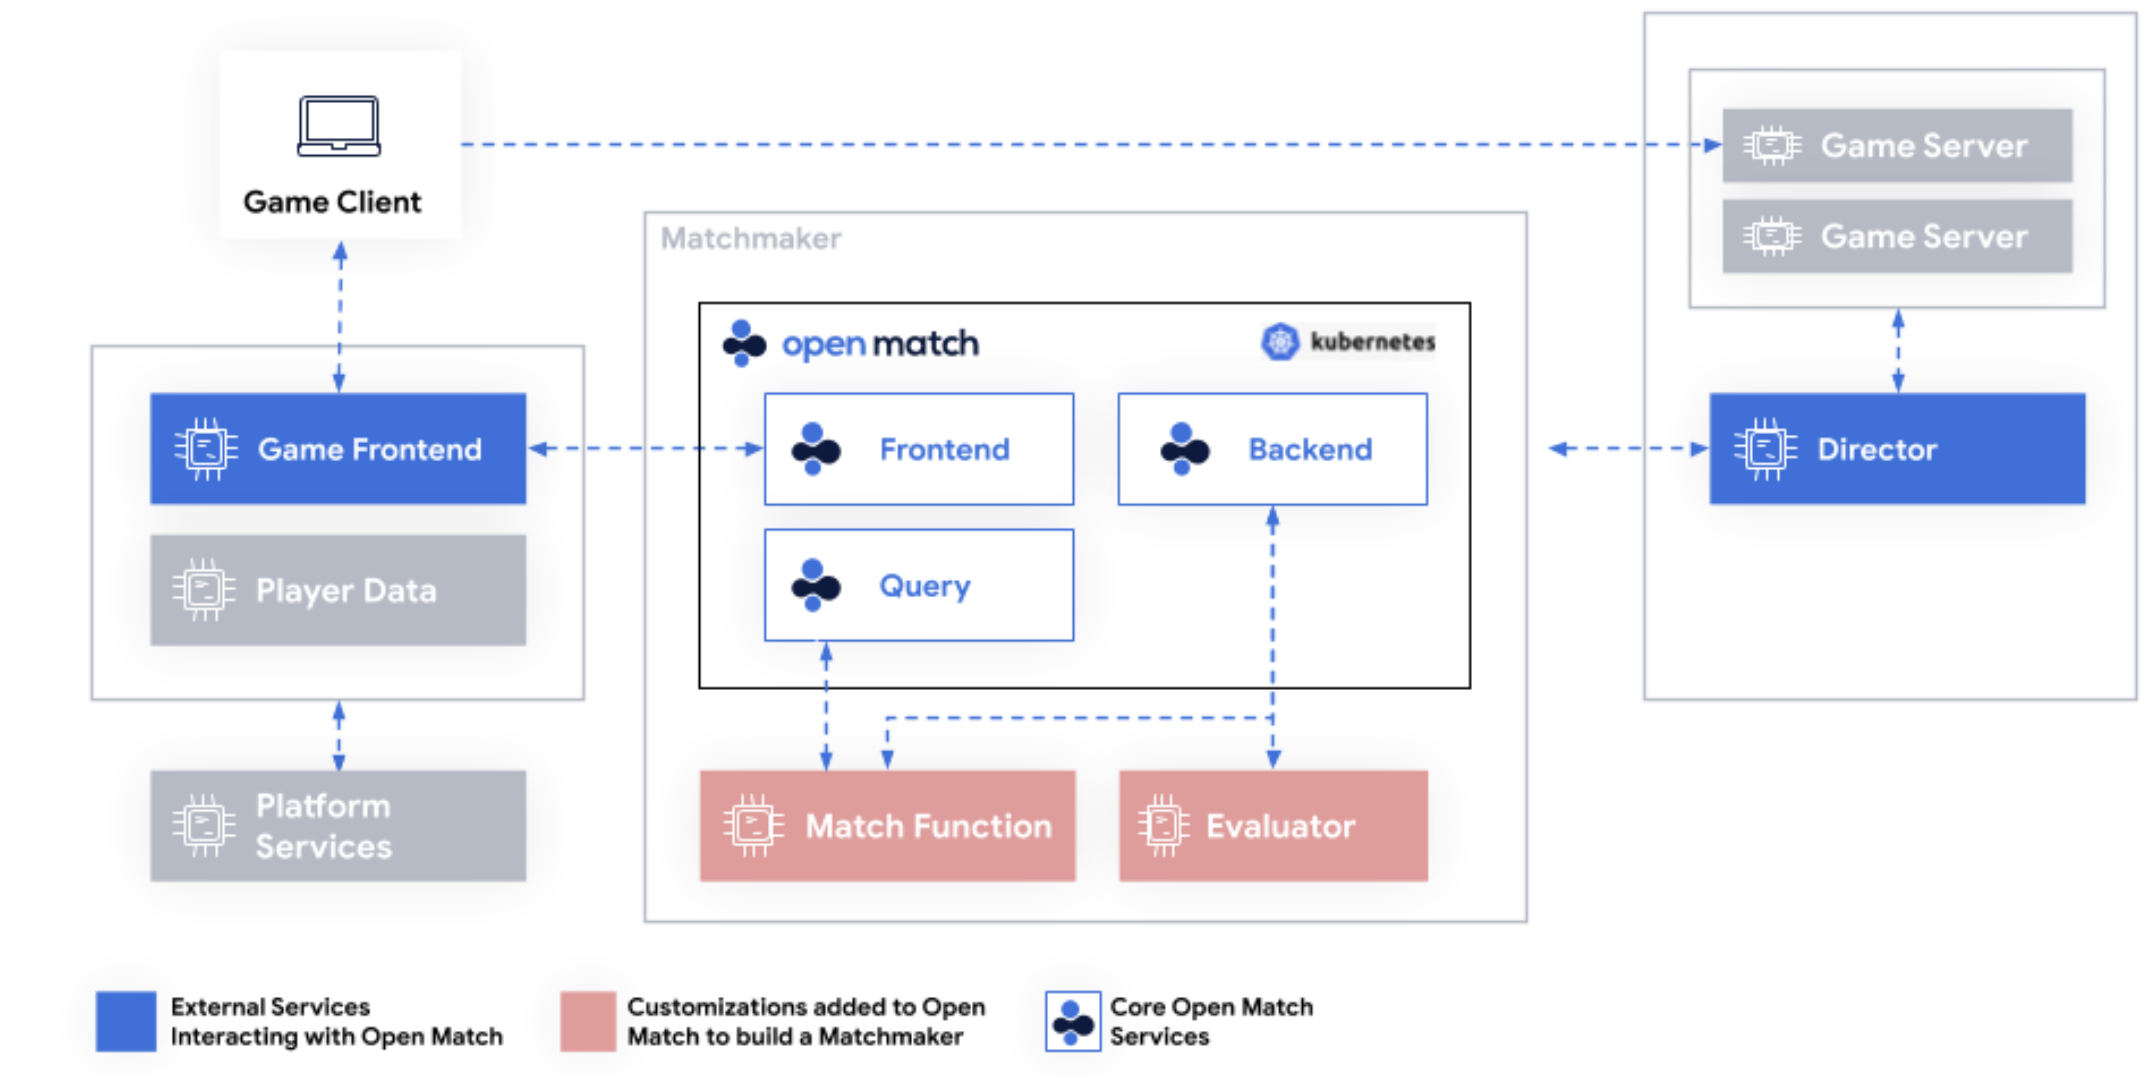 Game Client
Game Server
Game Server
Matchmaker
open match
kubernetes
Game Frontend
Frontend
Backend
Director
Player Data
Query
Platform
Services
Match Function
Evaluator
External Services
Interacting with Open Match
Customizations added to Open
Match to build a Matchmaker
Core Open Match
Services